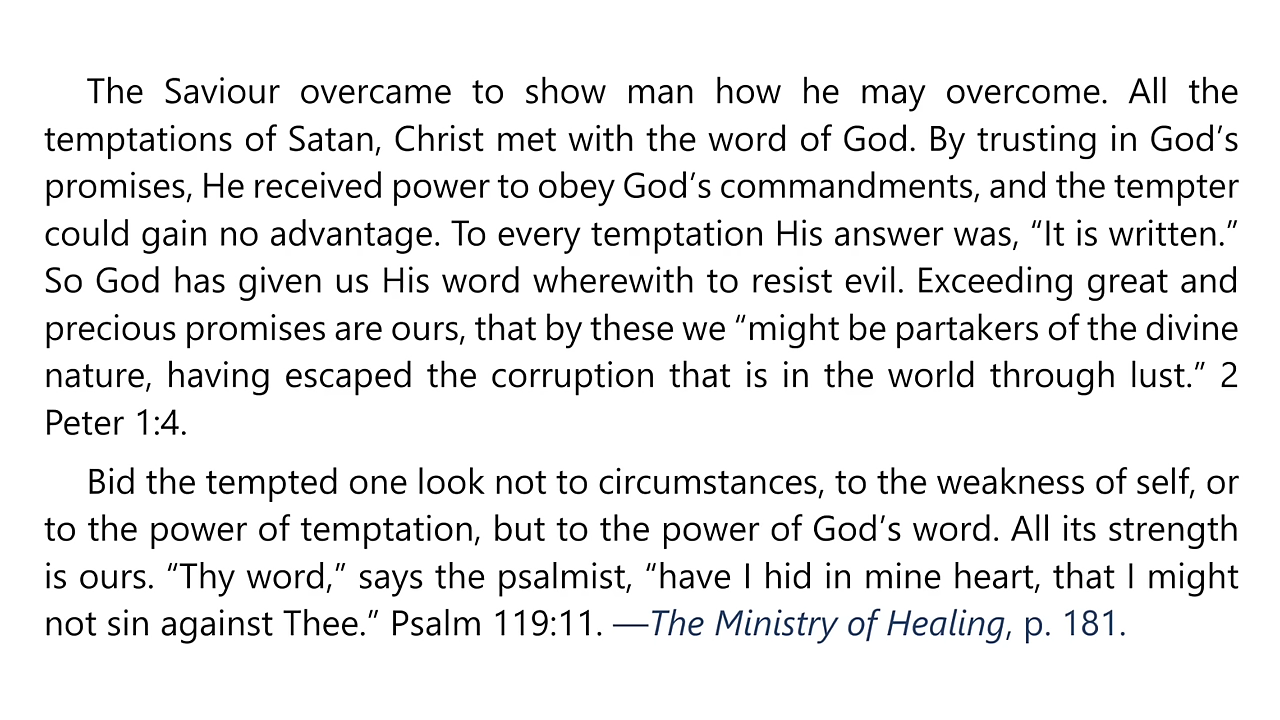 The Saviour overcame to show man how he may overcome. All the
temptations of Satan, Christ met with the word of God. By trusting in God’s
promises, He received power to obey God’s commandments, and the tempter
could gain no advantage. To every temptation His answer was, “It is written.”
So God has given us His word wherewith to resist evil. Exceeding great and
precious promises are ours, that by these we “might be partakers of the divine
nature, having escaped the corruption that is in the world through lust.” 2
Peter 1:4.
Bid the tempted one look not to circumstances, to the weakness of self, or
to the power of temptation, but to the power of God’s word. All its strength
is ours. “Thy word,” says the psalmist, “have I hid in mine heart, that I might
not sin against Thee.” Psalm 119:11. —The Ministry of Healing, p. 181.